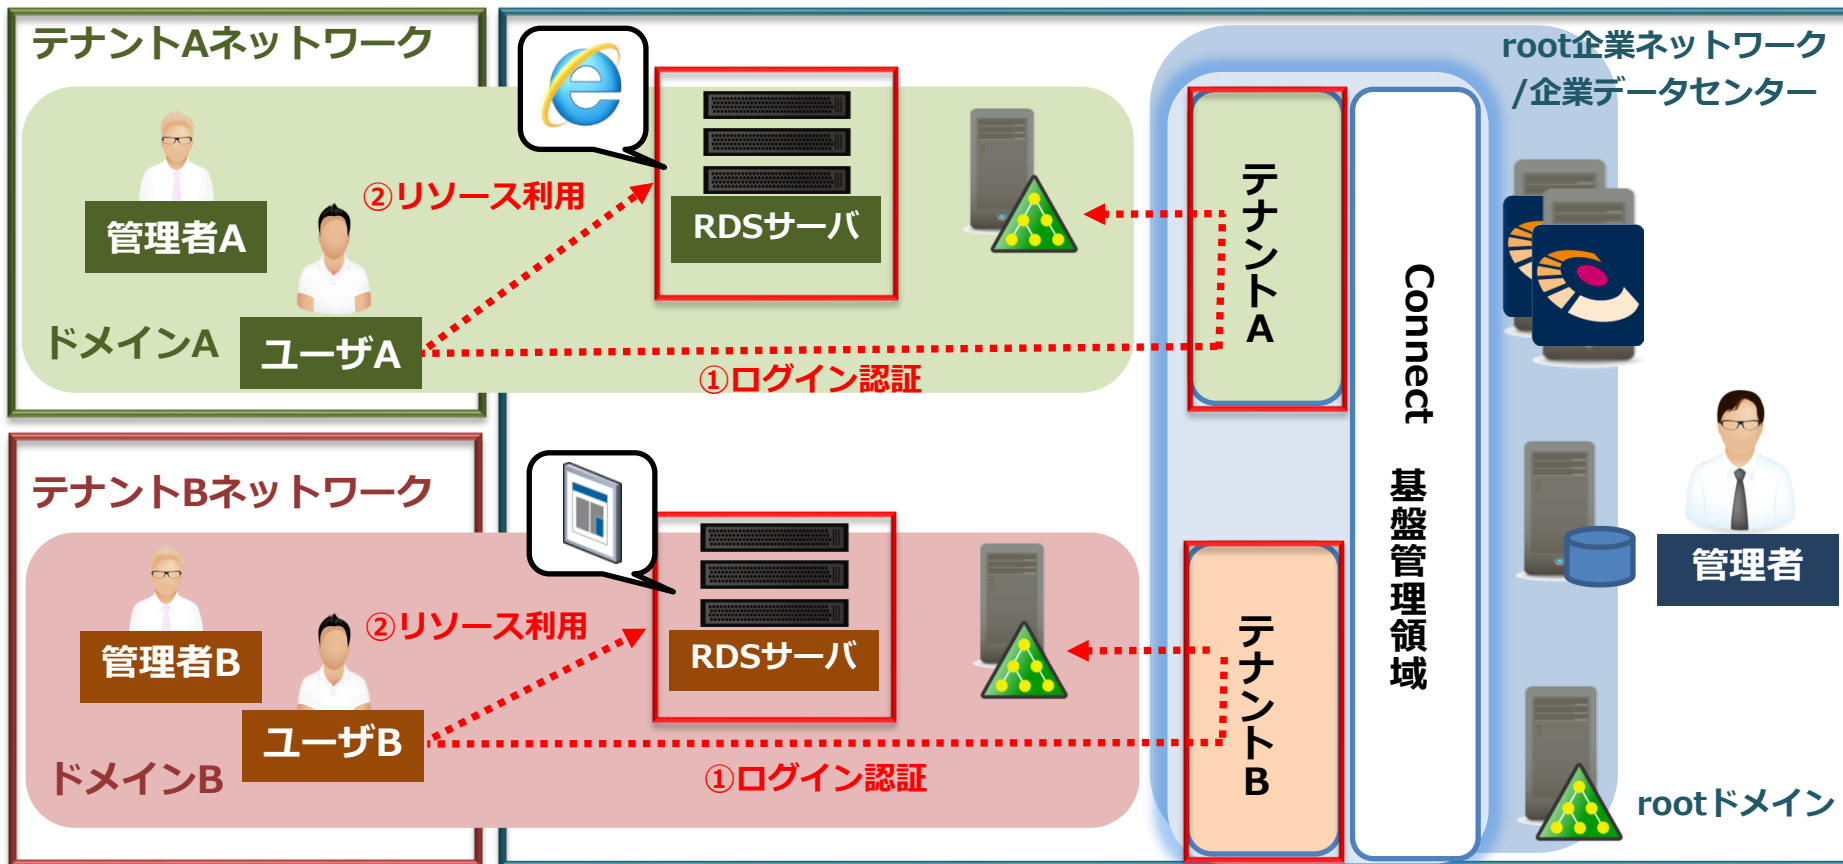 テナントAネットワーク
root企業ネットワーク
/企業データセンター
②リソース利用
管理者A
RDSサーバ
ドメインA
ユーザA
①ログイン認証
テナントA
Connect 基盤管理領域
テナントBネットワーク
管理者
②リソース利用
管理者B
RDSサーバ
ユーザB
ドメインB
①ログイン認証
テナントB
rootドメイン